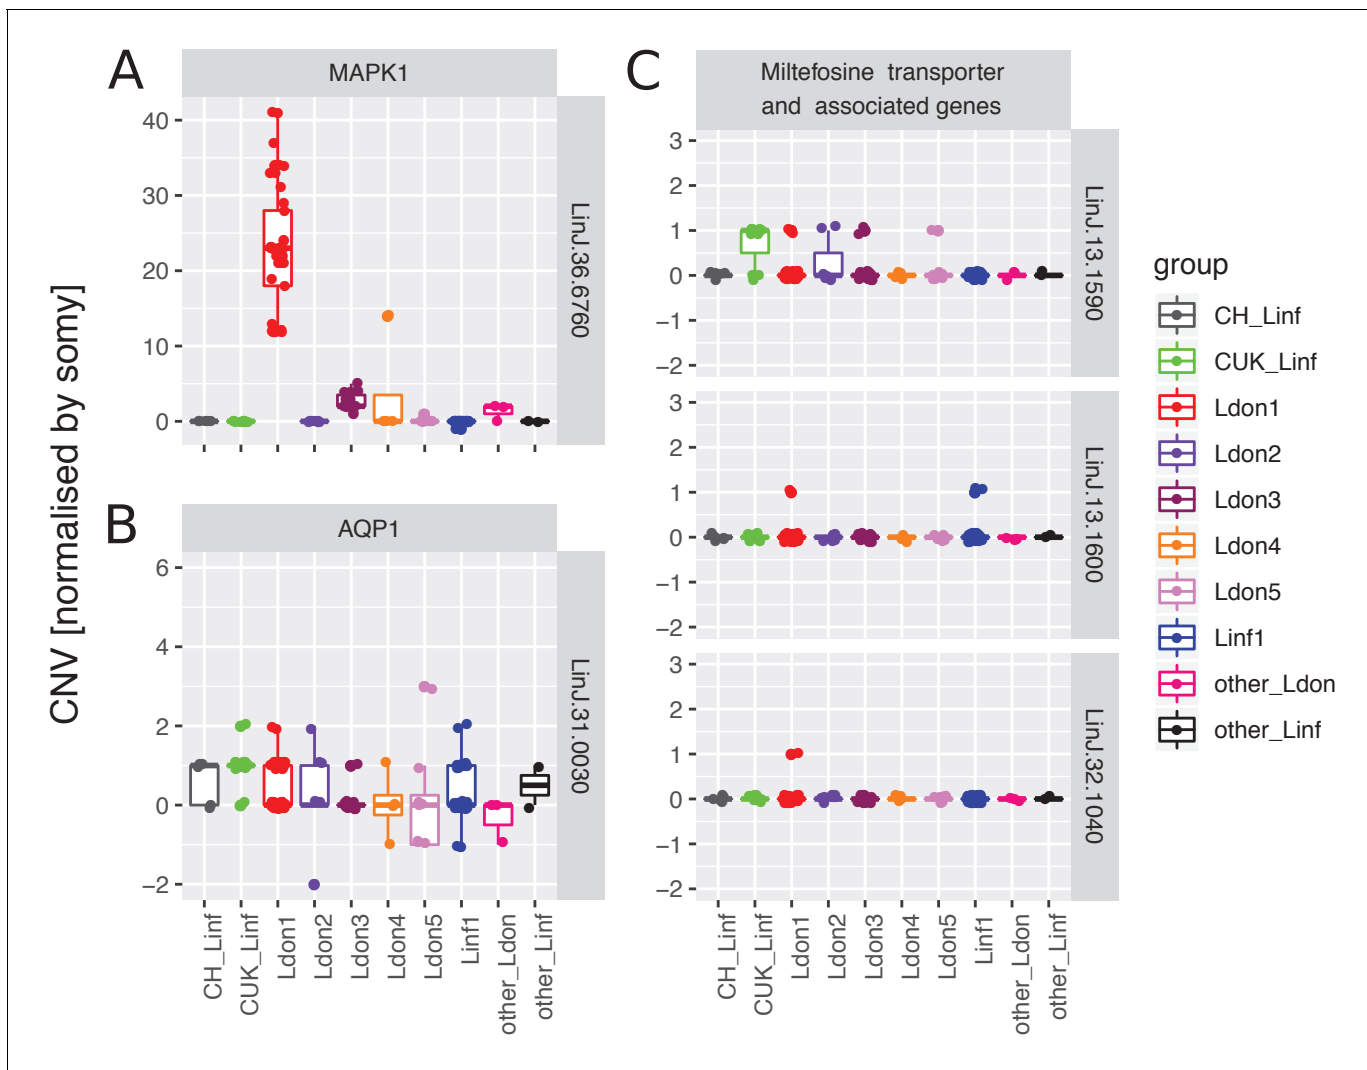 A
MAPK1
40
30
20
10
0
LinJ.36.6760
B
AQP1
6
4
2
0
−2
LinJ.31.0030
CH_Linf
CUK_Linf
Ldon1
Ldon2
Ldon3
Ldon4
Ldon5
Linf1
other_Ldon
other_Linf
CNV [normalised by somy]
C
Miltefosine transporter
and associated genes
3
2
1
0
−1
−2
LinJ.13.1590
3
2
1
0
−1
−2
LinJ.13.1600
3
2
1
0
−1
−2
LinJ.32.1040
CH_Linf
CUK_Linf
Ldon1
Ldon2
Ldon3
Ldon4
Ldon5
Linf1
other_Ldon
other_Linf
group
CH_Linf
CUK_Linf
Ldon1
Ldon2
Ldon3
Ldon4
Ldon5
Linf1
other_Ldon
other_Linf